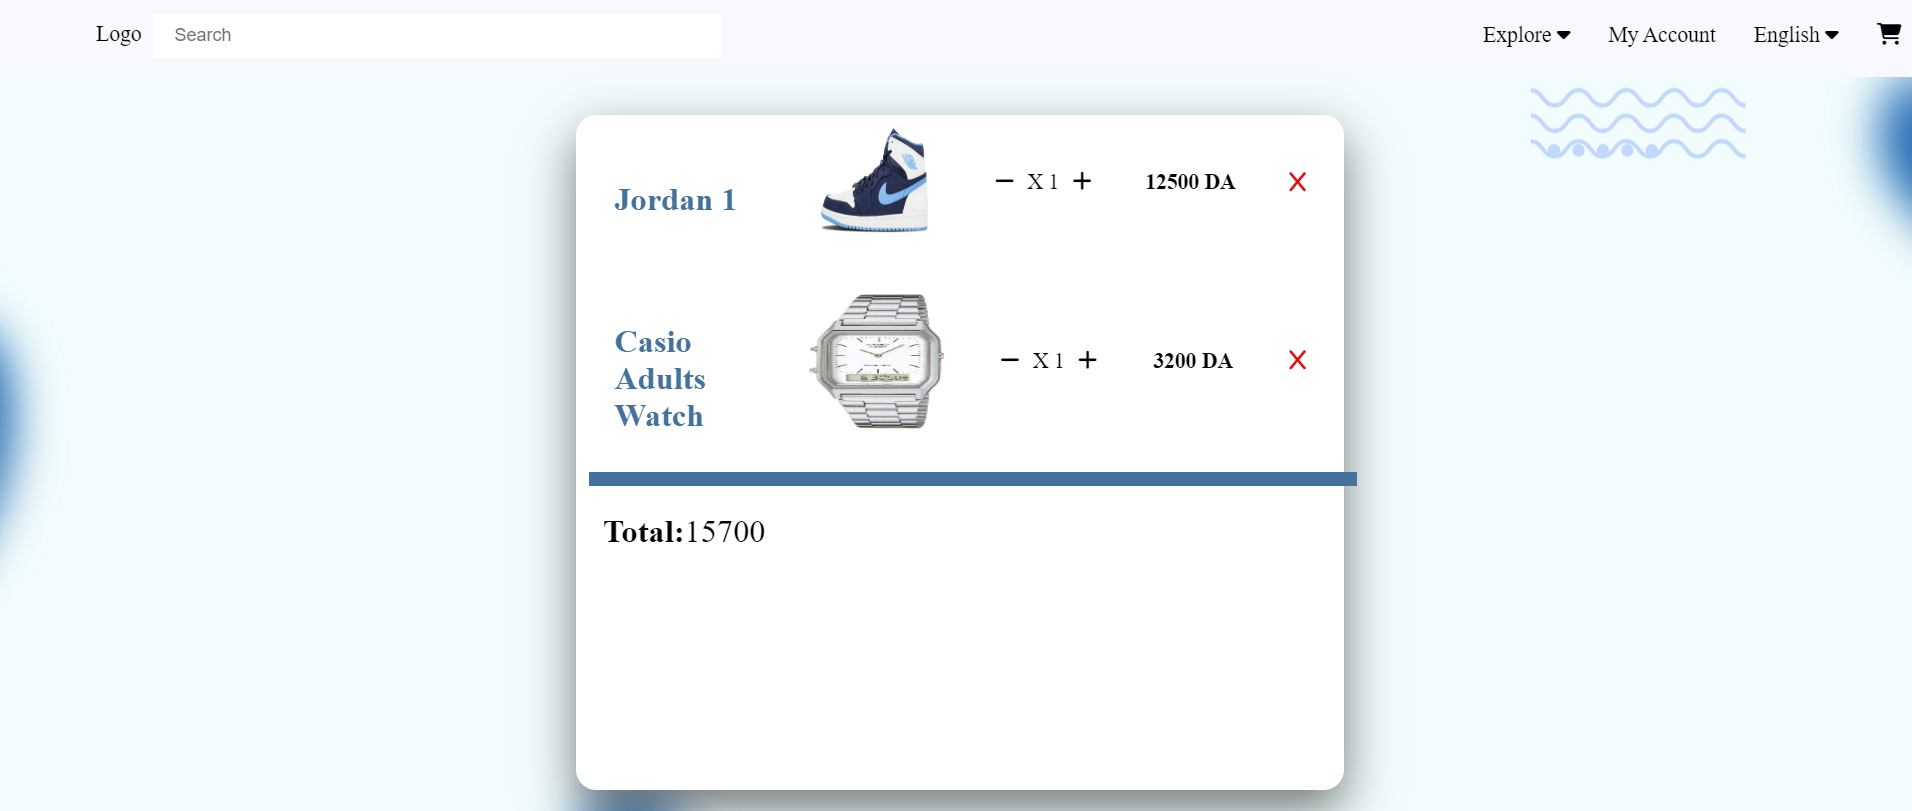 Logo Search Explore My Account English
Jordan 1 X 1 12500 DA X
Casio
Adults
Watch
X 1 3200 DA X
Total:15700